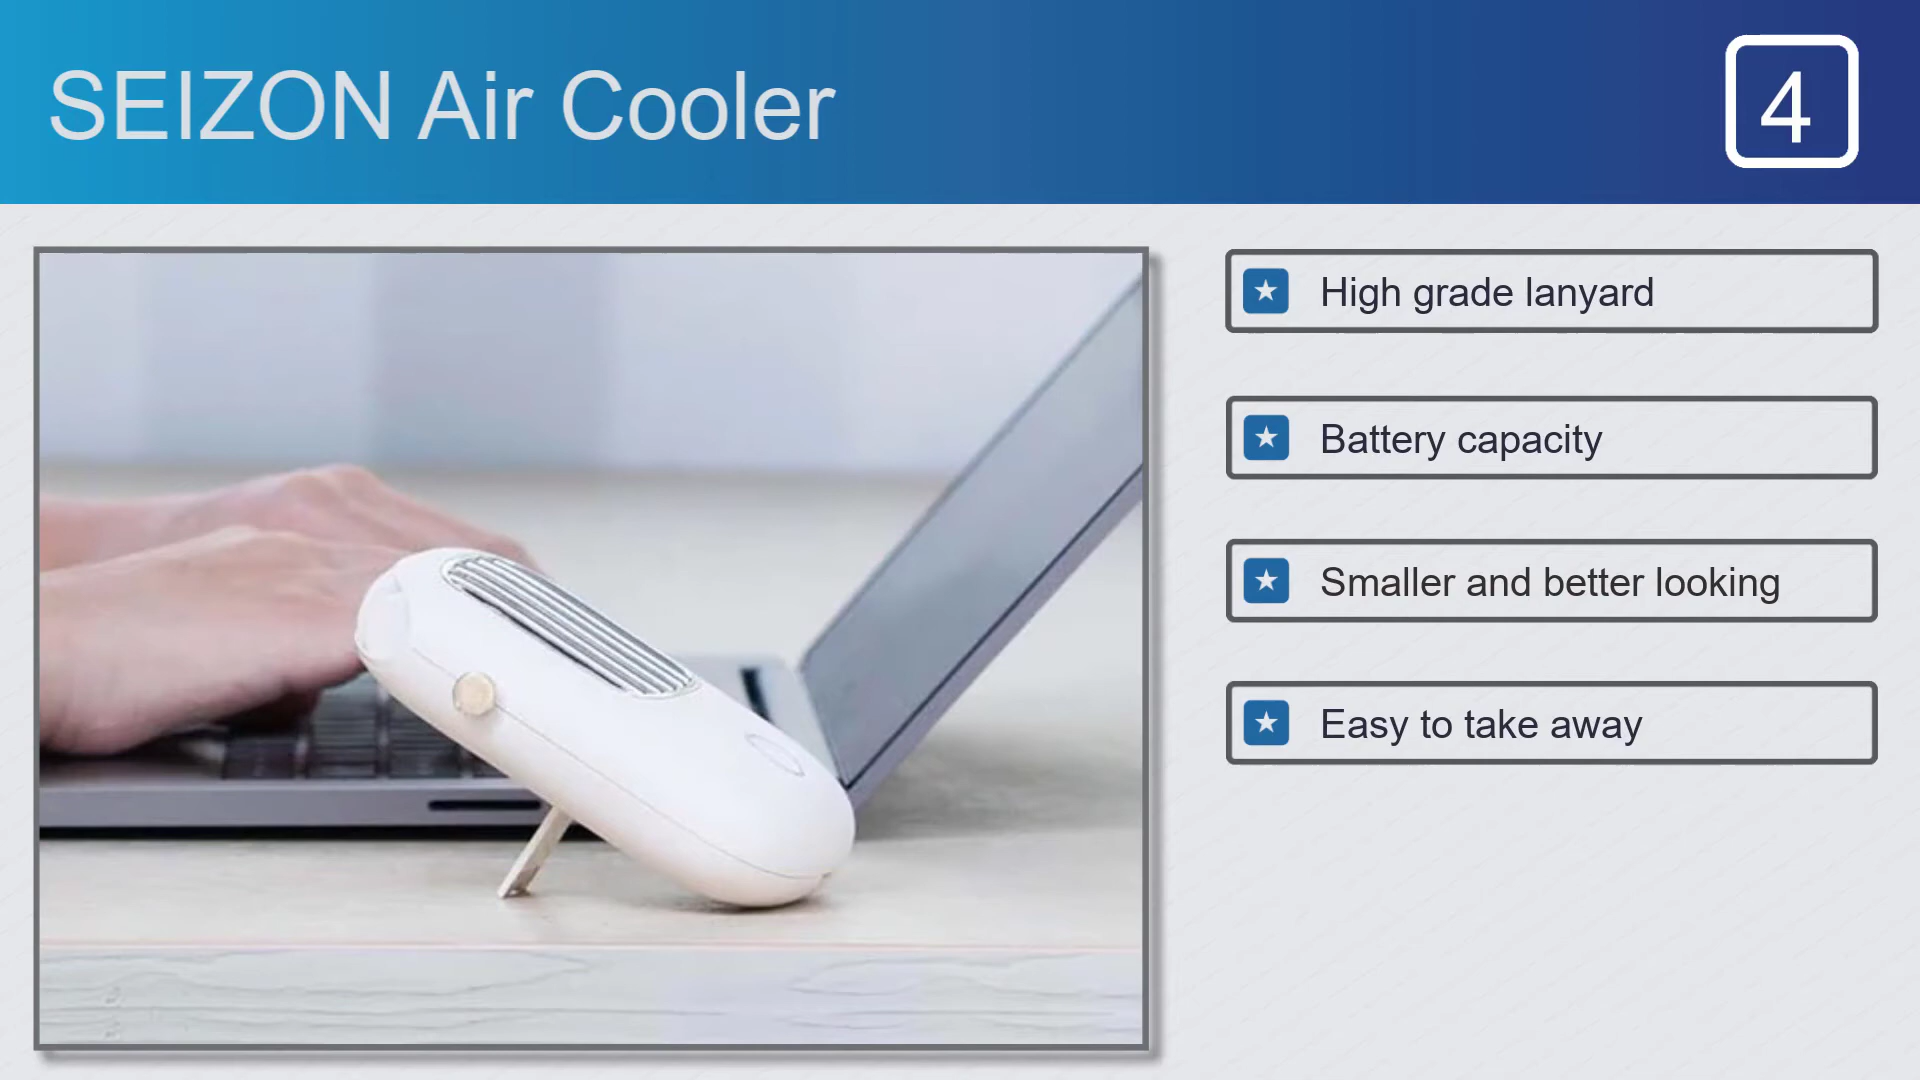 SEIZON Air Cooler
4
High grade lanyard
Battery capacity
Smaller and better looking
Easy to take away